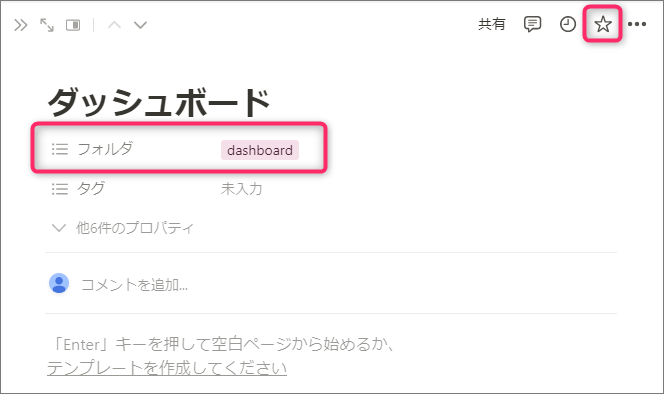 共有
ダッシュボード
フォルダ dashboard
タグ 未入力
他6件のプロパティ
コメントを追加...
「Enter」キーを押して空白ページから始めるか、
テンプレートを作成してください